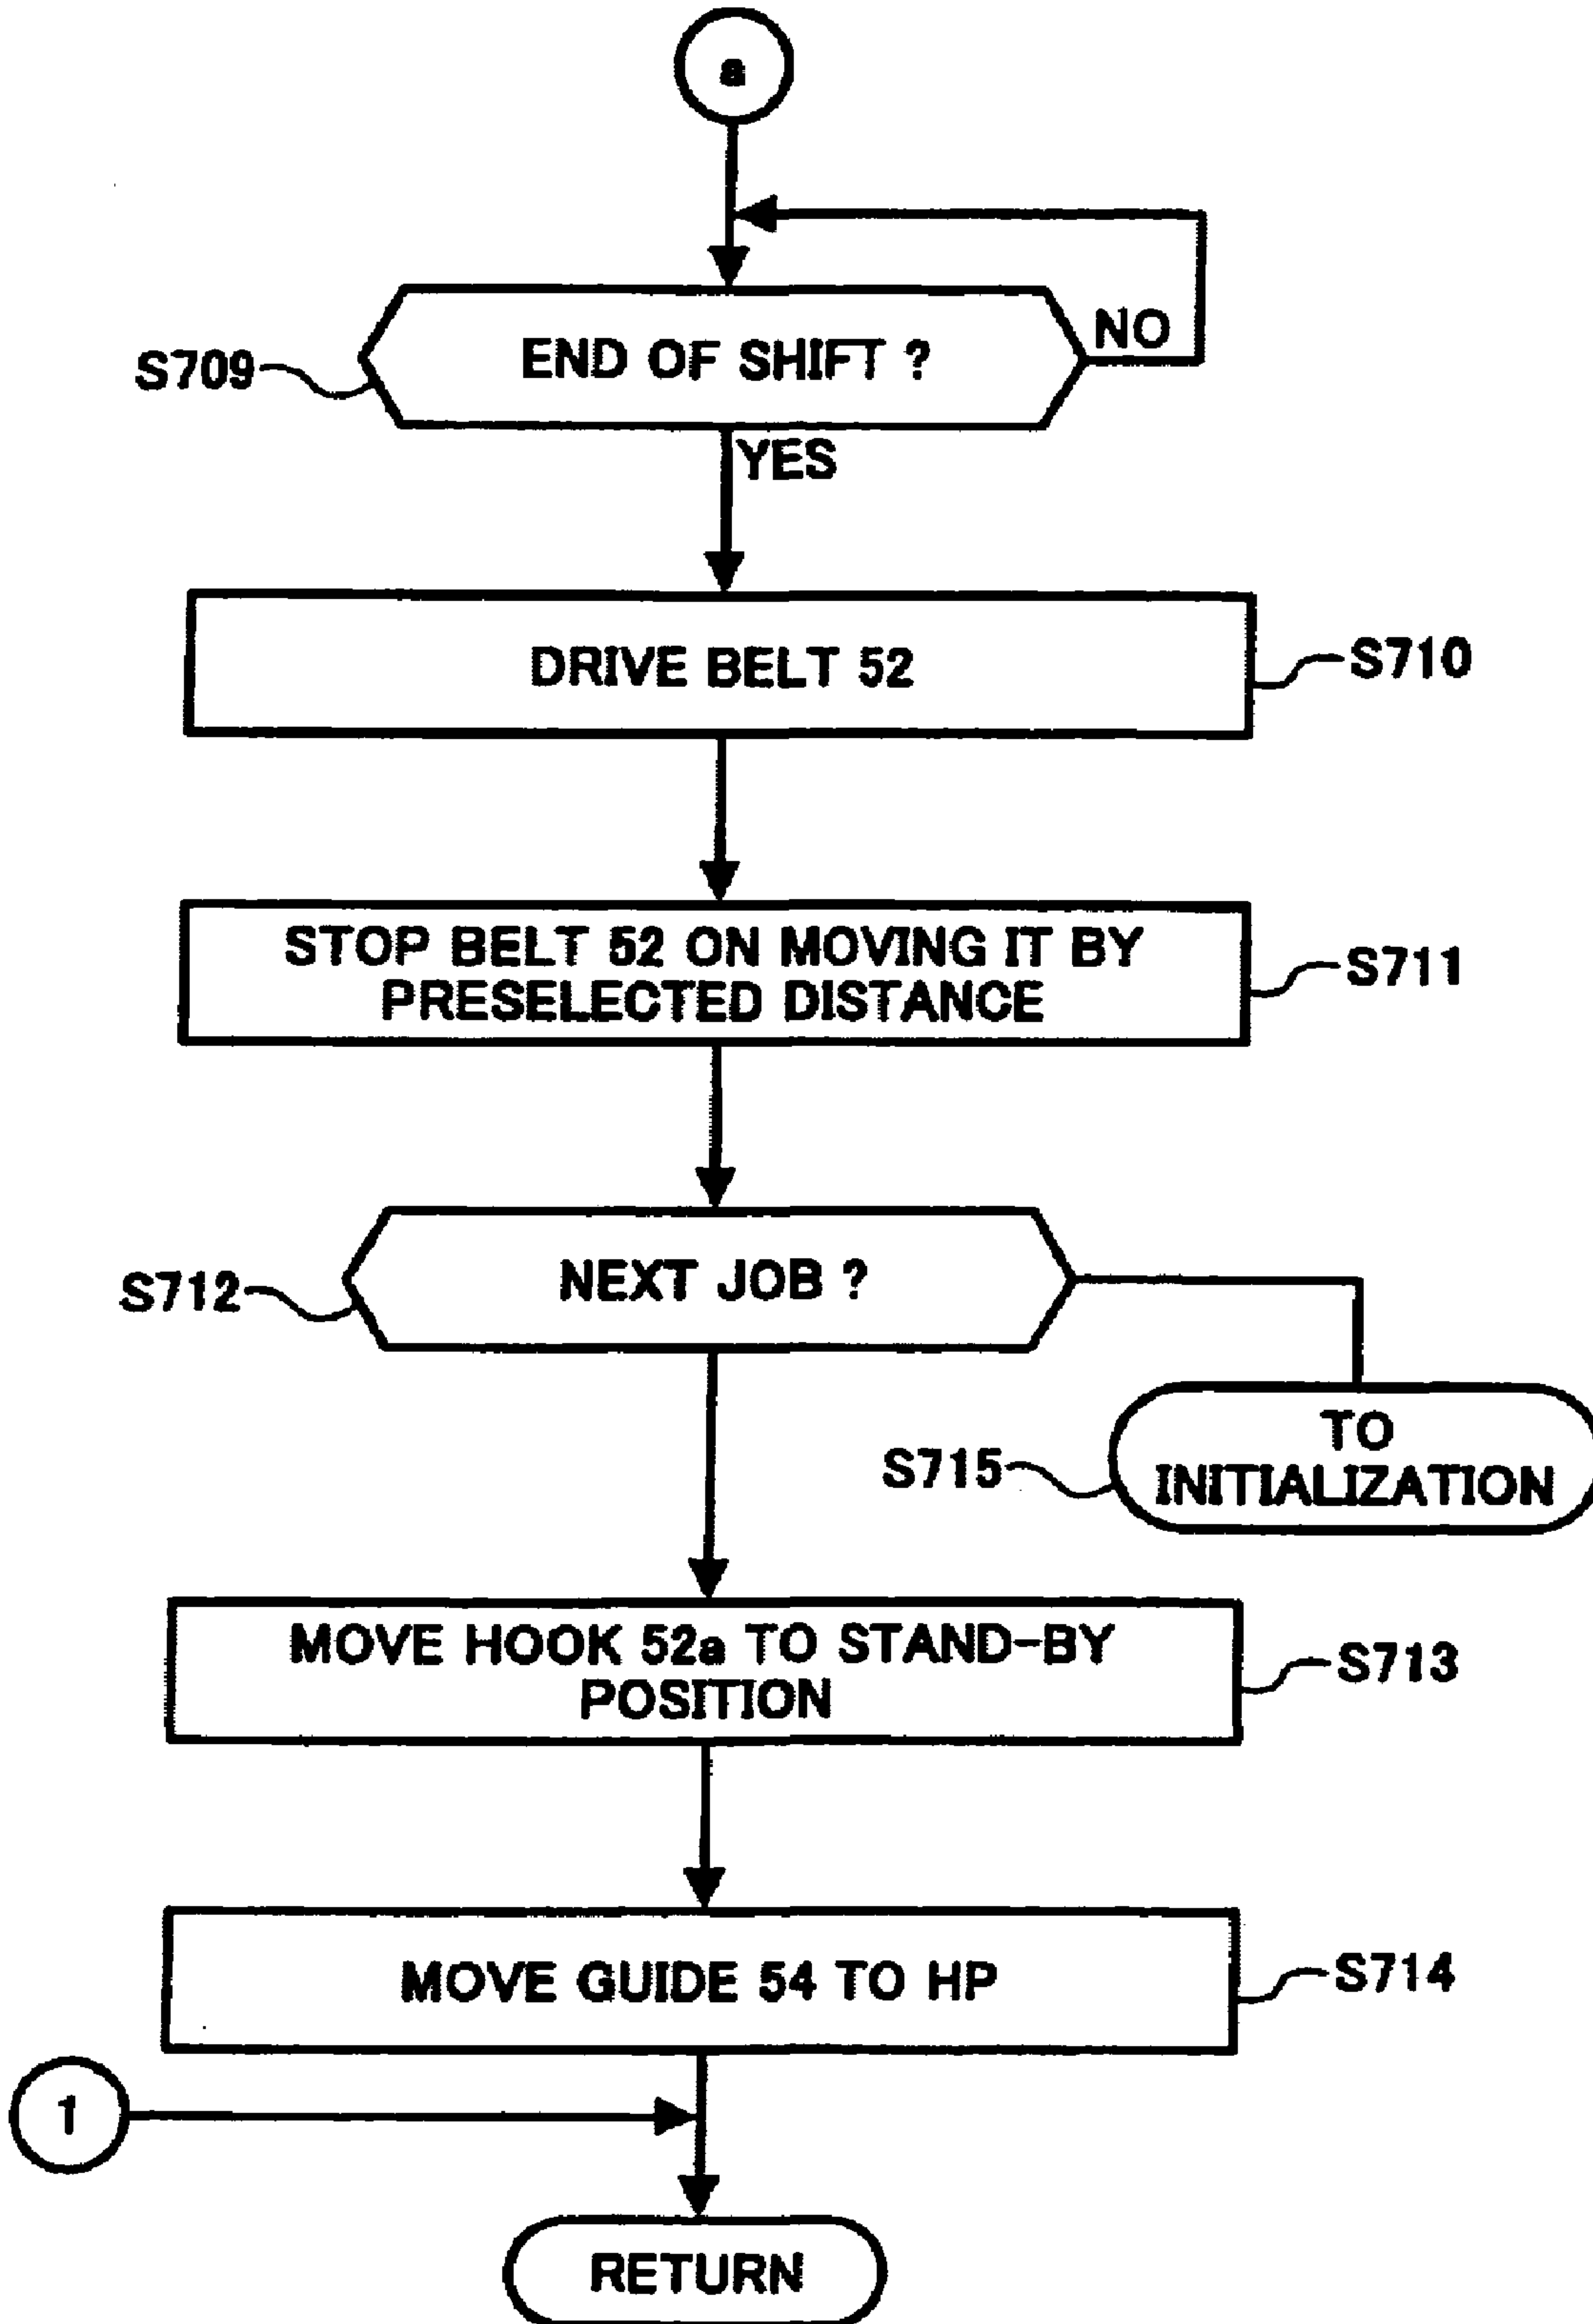 a
NO
S709
END OF SHIFT ?
YES
DRIVE BELT 52
S710
STOP BELT 52 ON MOVING IT BY
PRESELECTED DISTANCE
S711
S712
NEXT JOB ?
S715
TO
INITIALIZATION
MOVE HOOK 52a TO STAND-BY
POSITION
S713
MOVE GUIDE 54 TO HP
S714
1
RETURN